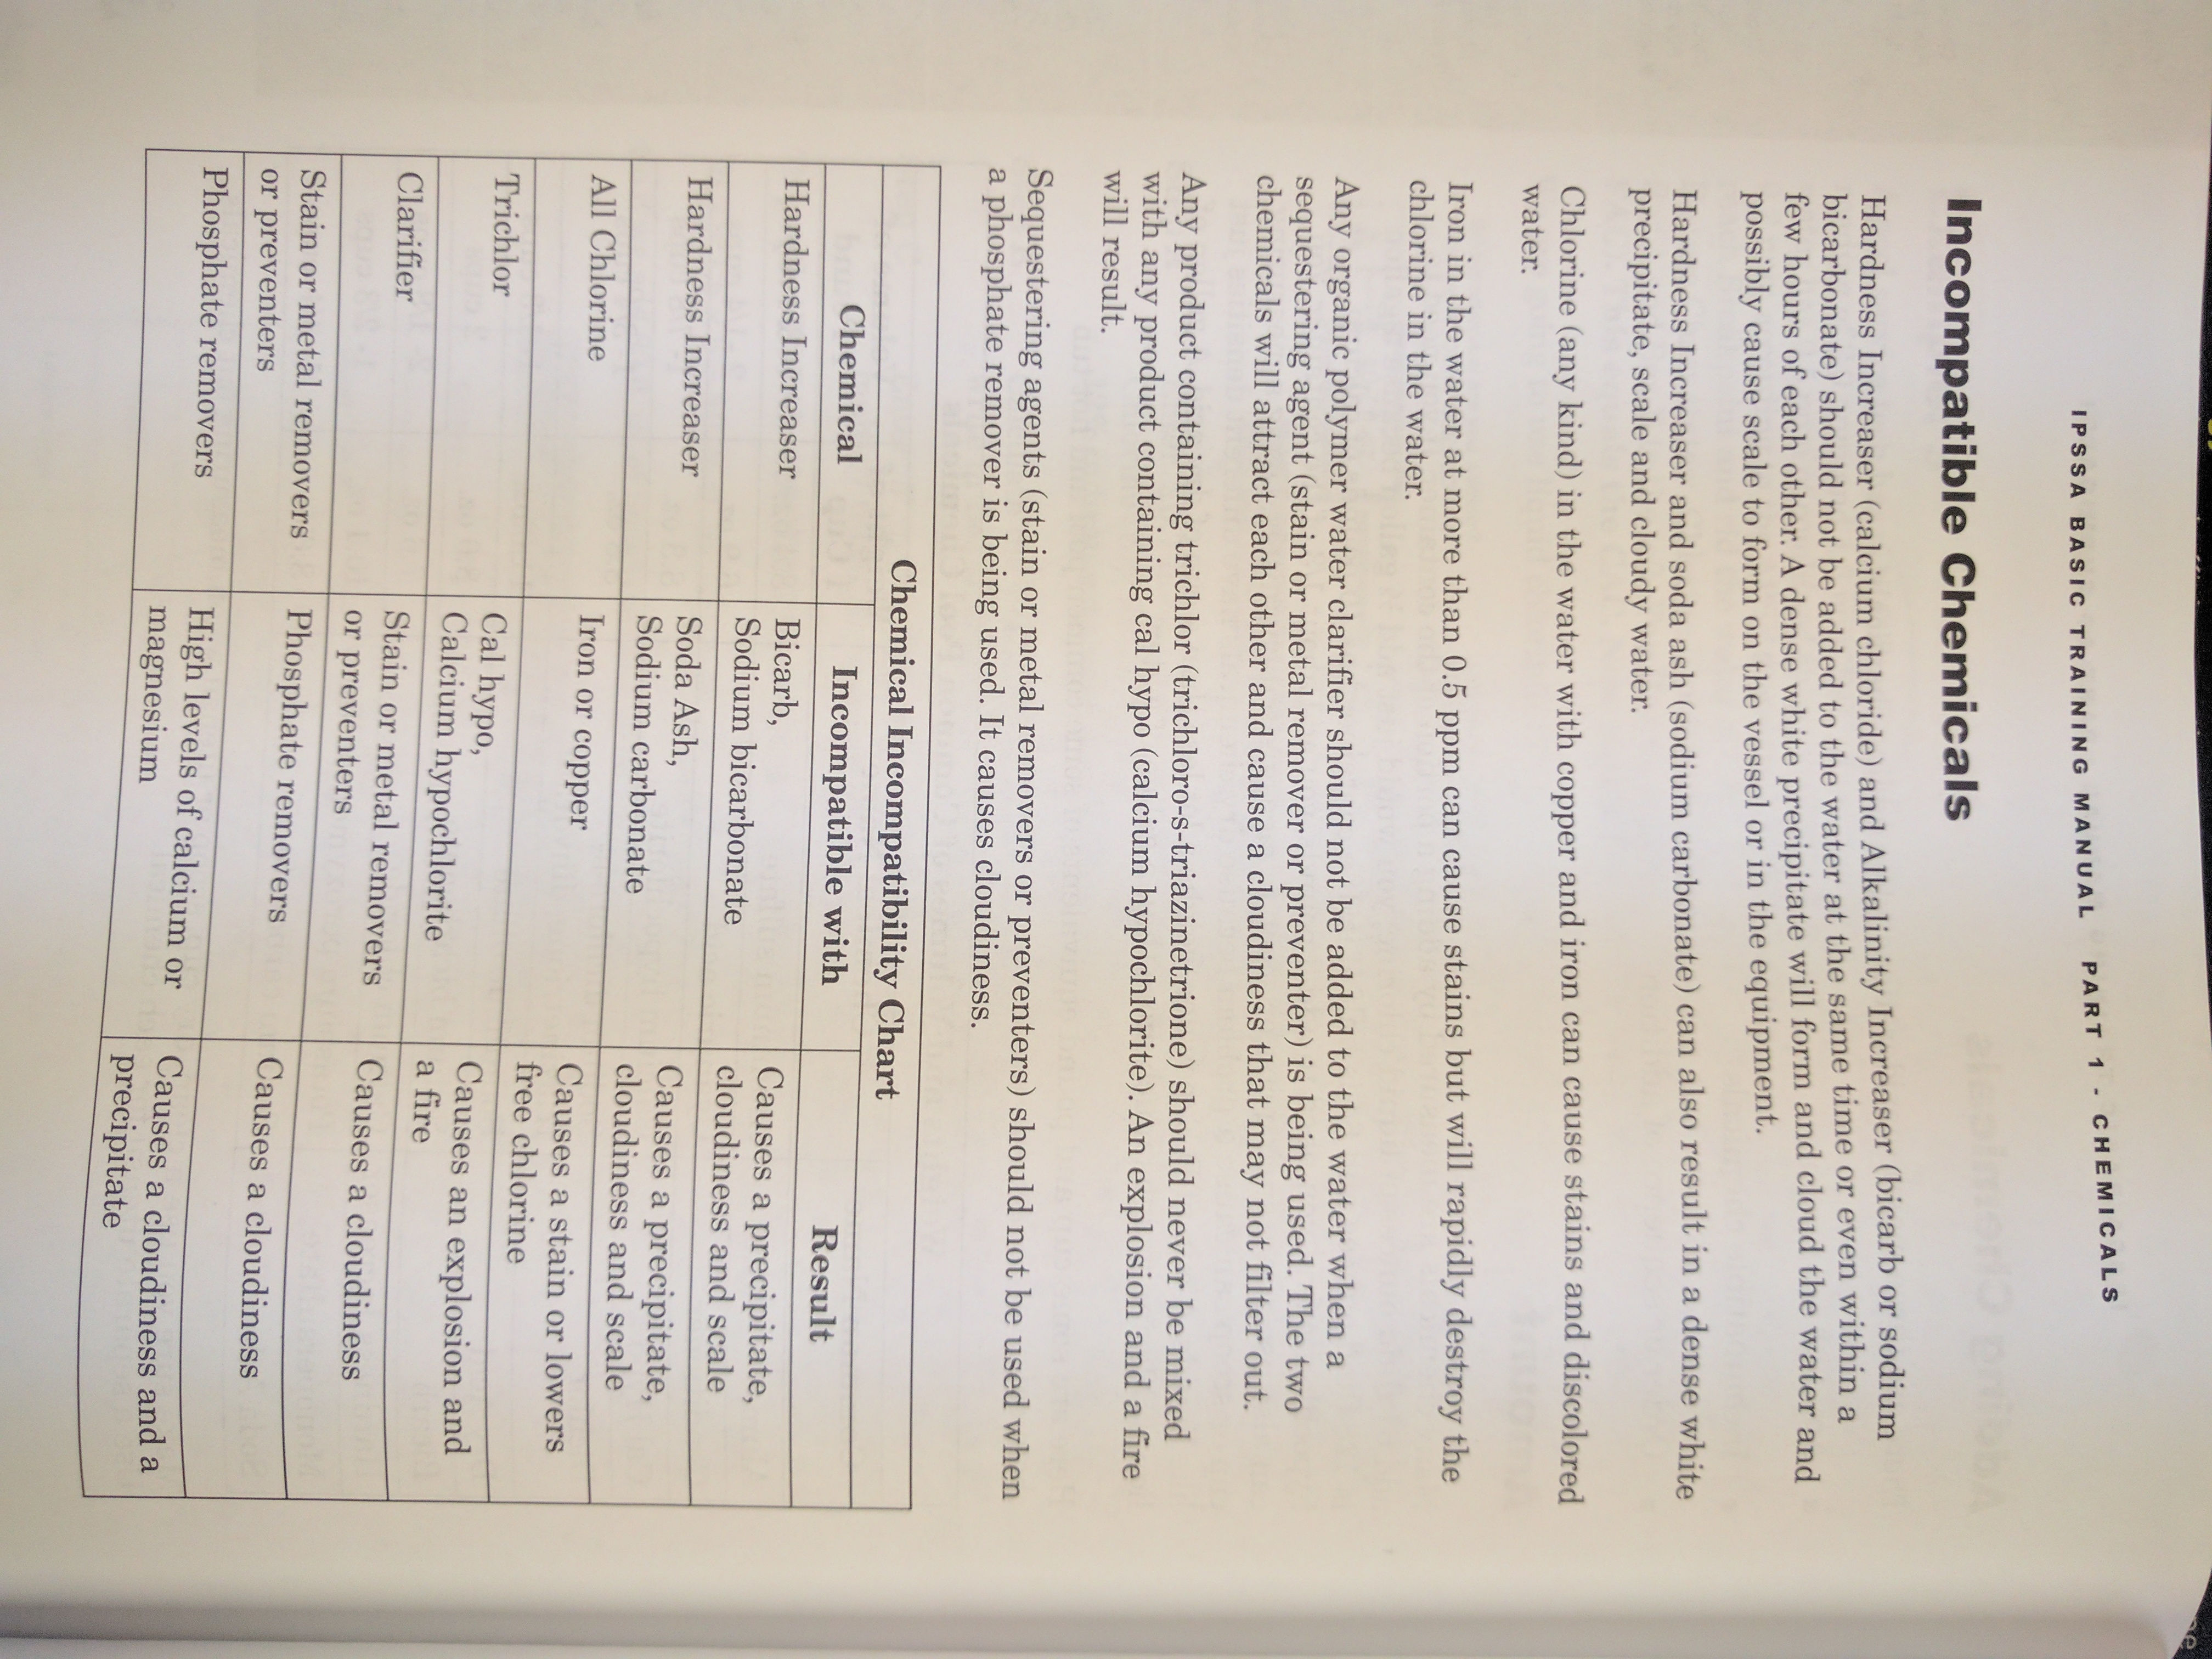 IPSSA BASIC TRAINING MANUAL PART 1 - CHEMICALS
Incompatible Chemicals
Hardness Increaser (calcium chloride) and Alkalinity Increaser (bicarb or sodium
bicarbonate) should not be added to the water at the same time or even within a
few hours of each other. A dense white precipitate will form and cloud the water and
possibly cause scale to form on the vessel or in the equipment.
Hardness Increaser and soda ash (sodium carbonate) can also result in a dense white
precipitate, scale and cloudy water.
Chlorine (any kind) in the water with copper and iron can cause stains and discolored
water.
Iron in the water at more than 0.5 ppm can cause stains but will rapidly destroy the
chlorine in the water.
Any organic polymer water clarifier should not be added to the water when a
sequestering agent (stain or metal remover or preventer) is being used. The two
chemicals will attract each other and cause a cloudiness that may not filter out.
Any product containing trichlor (trichloro-s-triazinetrione) should never be mixed
with any product containing cal hypo (calcium hypochlorite). An explosion and a fire
will result.
Sequestering agents (stain or metal removers or preventers) should not be used when
a phosphate remover is being used. It causes cloudiness.
Chemical Incompatibility Chart
Chemical Incompatible with Result
Hardness Increaser Bicarb, Causes a precipitate,
Sodium bicarbonate cloudiness and scale
Hardness Increaser Soda Ash, Causes a precipitate,
Sodium carbonate cloudiness and scale
All Chlorine Iron or copper Causes a stain or lowers
free chlorine
Trichlor Cal hypo, Causes an explosion and
Calcium hypochlorite a fire
Clarifier Stain or metal removers Causes a cloudiness
or preventers
Stain or metal removers Phosphate removers Causes a cloudiness
or preventers
Phosphate removers High levels of calcium or Causes a cloudiness and a
magnesium precipitate